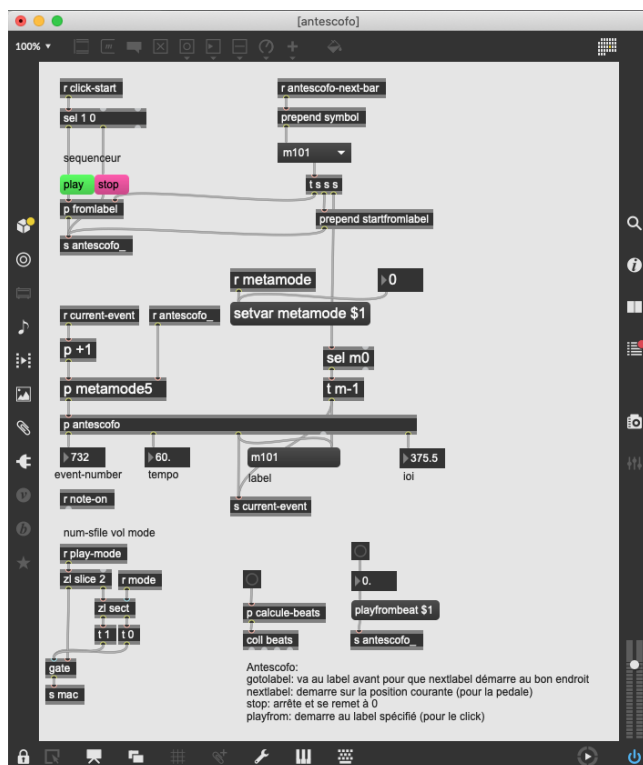 [antescofo]
100%
r click-start
r antescofo-next-bar
sel 1 0
prepend symbol
m101
sequenceur
play
stop
t s s s
p fromlabel
prepend startfromlabel
s antescofo_
r metamode
0
setvar metamode $1
r current-event
r antescofo_
p +1
sel m0
p metamode5
t m-1
p antescofo
732
60.
m101
375.5
event-number
tempo
label
ioi
r note-on
s current-event
num-sfile vol mode
r play-mode
zl slice 2
r mode
0.
zl sect
p calcule-beats
playfrombeat $1
t 1
t 0
coll beats
s antescofo_
gate
s mac
Antescofo:
gotolabel: va au label avant pour que nextlabel démarre au bon endroit
nextlabel: demarre sur la position courante (pour la pedale)
stop: arrête et se remet à 0
playfrom: demarre au label spécifié (pour le click)